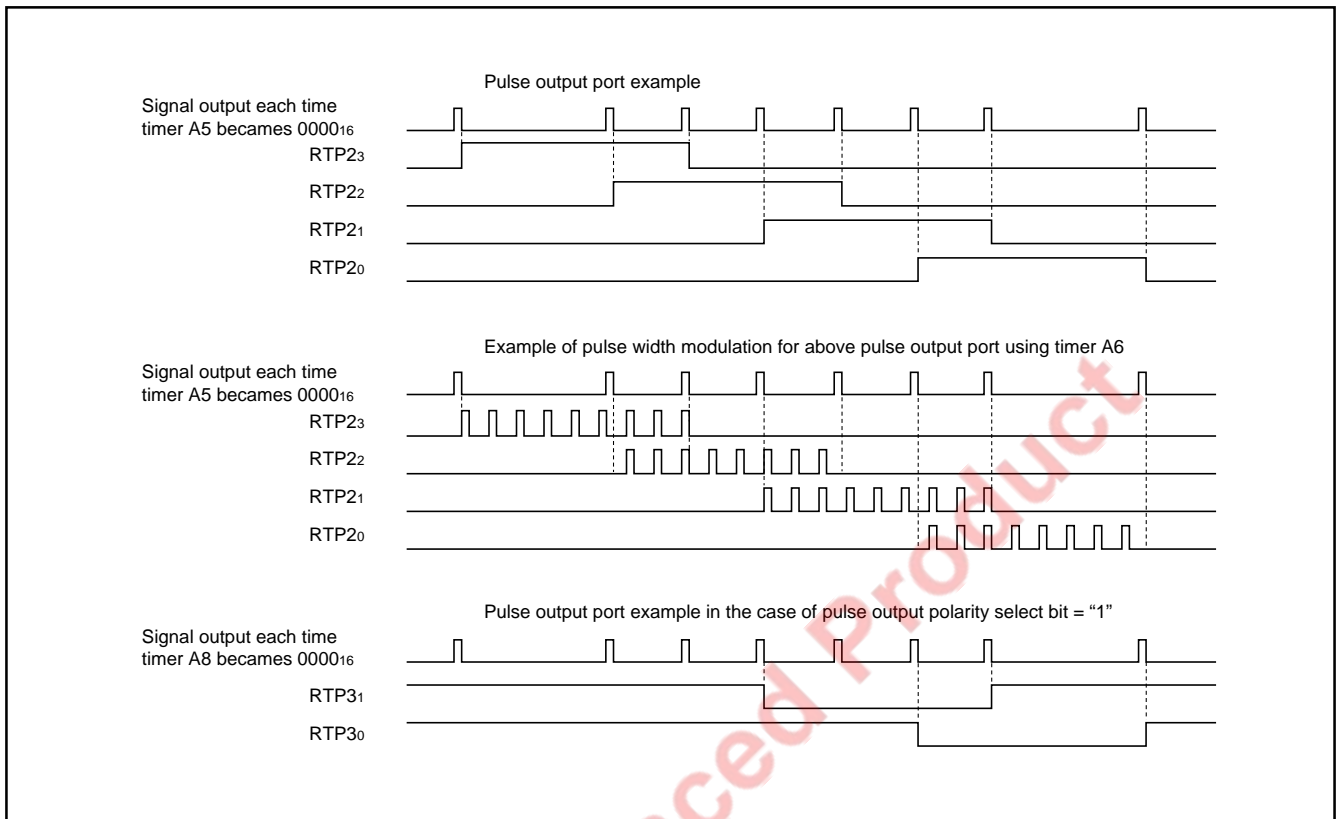 Pulse output port example
Signal output each time
timer A5 becames 0000₁₆
RTP2₃
RTP2₂
RTP2₁
RTP2₀
Example of pulse width modulation for above pulse output port using timer A6
Signal output each time
timer A5 becames 0000₁₆
RTP2₃
RTP2₂
RTP2₁
RTP2₀
Pulse output port example in the case of pulse output polarity select bit = “1”
Signal output each time
timer A8 becames 0000₁₆
RTP3₁
RTP3₀
ced Product